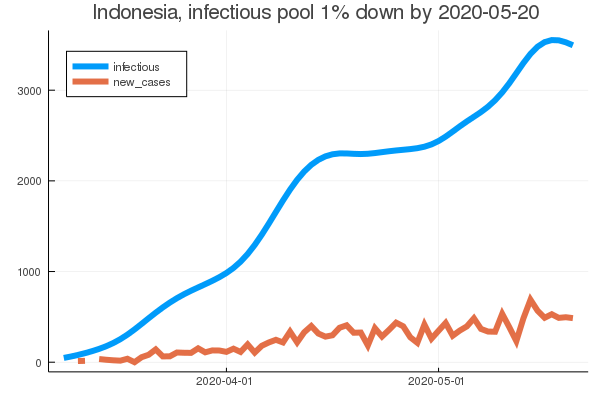 Indonesia, infectious pool 1% down by 2020-05-20
infectious
new_cases
3000
2000
1000
0
2020-04-01
2020-05-01